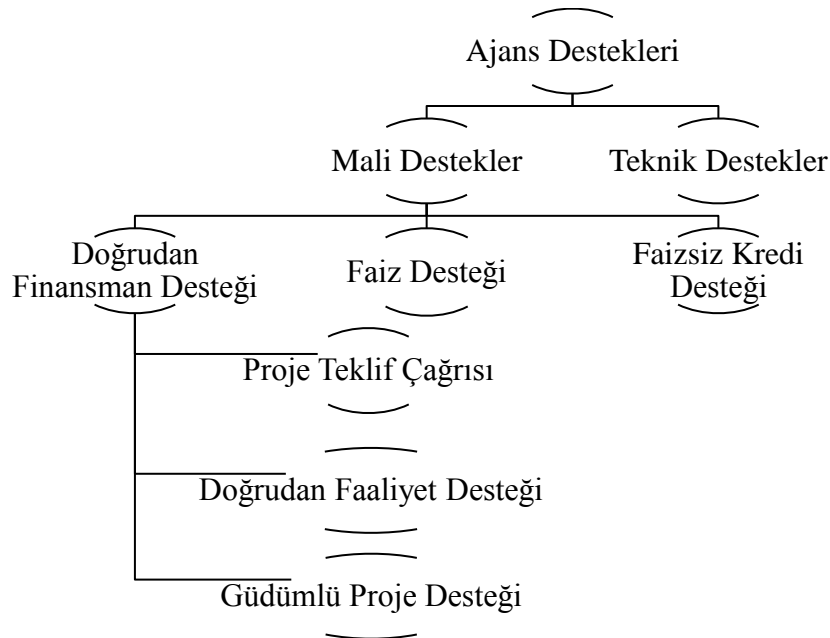 Ajans Destekleri
Mali Destekler
Teknik Destekler
Doğrudan
Finansman Desteği
Faiz Desteği
Faizsiz Kredi
Desteği
Proje Teklif Çağrısı
Doğrudan Faaliyet Desteği
Güdümlü Proje Desteği